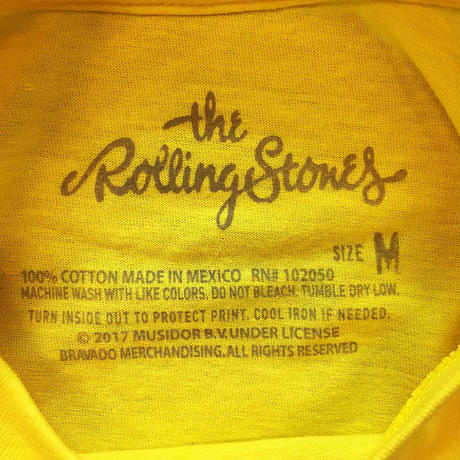 the
Rolling Stones
SIZE M
100% COTTON MADE IN MEXICO RN# 102050
MACHINE WASH WITH LIKE COLORS. DO NOT BLEACH. TUMBLE DRY LOW.
TURN INSIDE OUT TO PROTECT PRINT. COOL IRON IF NEEDED.
© 2017 MUSIDOR B.V. UNDER LICENSE
BRAVADO MERCHANDISING. ALL RIGHTS RESERVED